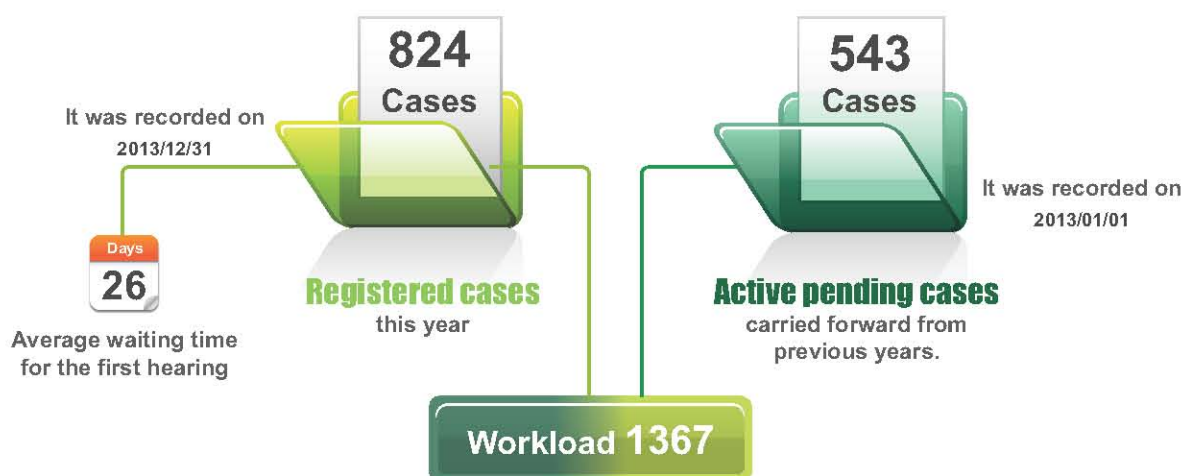 824
Cases
It was recorded on
2013/12/31
Days
26
Average waiting time
for the first hearing
Registered cases
this year
543
Cases
It was recorded on
2013/01/01
Active pending cases
carried forward from
previous years.
Workload 1367